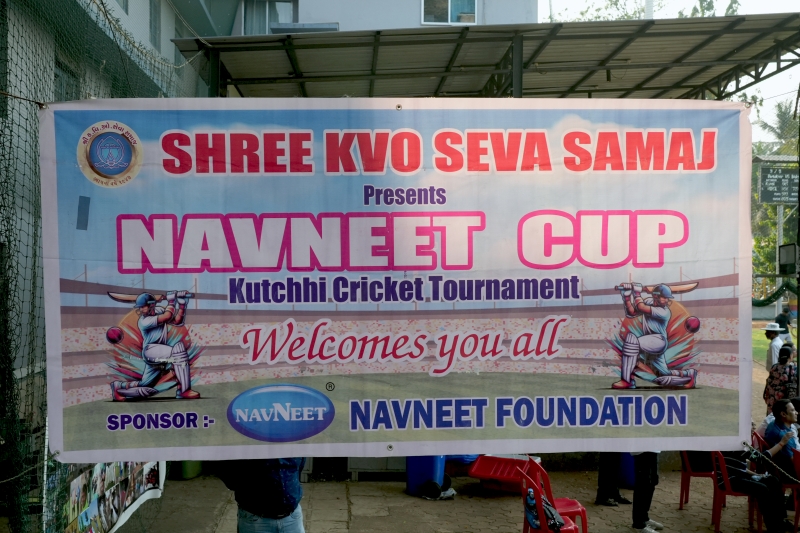 SHREE KVO SEVA SAMAJ
Presents
NAVNEET CUP
Kutchhi Cricket Tournament
Welcomes you all
SPONSOR :- NAVNEET ® NAVNEET FOUNDATION